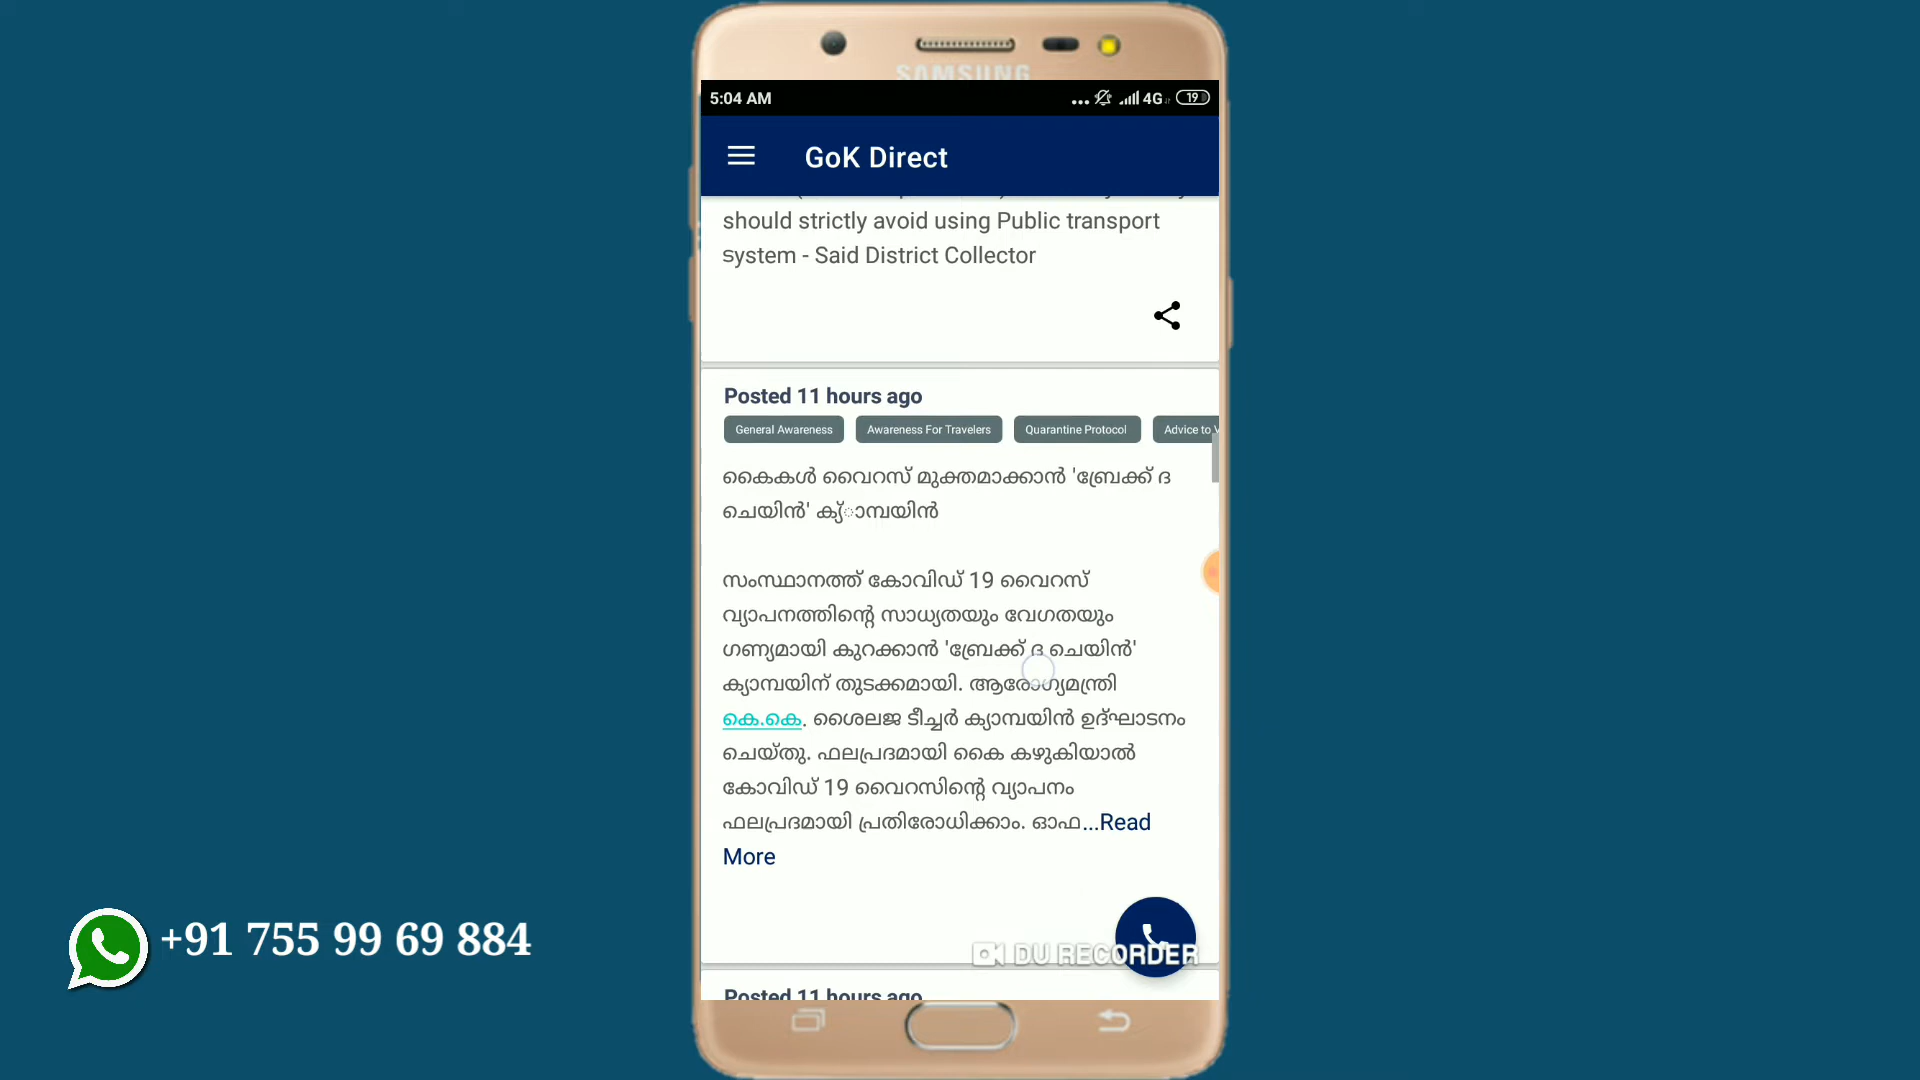 SAMSUNG
5:04 AM
4G
19
GoK Direct
should strictly avoid using Public transport
system - Said District Collector
Posted 11 hours ago
General Awareness
Awareness For Travelers
Quarantine Protocol
Advice to
കൈകൾ വൈറസ് മുക്തമാക്കാൻ 'ബ്രേക്ക് ദ
ചെയിൻ' ക്യ്ാമ്പയിൻ
സംസ്ഥാനത്ത് കോവിഡ് 19 വൈറസ്
വ്യാപനത്തിന്റെ സാധ്യതയും വേഗതയും
ഗണ്യമായി കുറക്കാൻ 'ബ്രേക്ക് ദ ചെയിൻ'
ക്യാമ്പയിന് തുടക്കമായി. ആരോഗ്യമന്ത്രി
കെ.കെ. ശൈലജ ടീച്ചർ ക്യാമ്പയിൻ ഉദ്ഘാടനം
ചെയ്തു. ഫലപ്രദമായി കൈ കഴുകിയാൽ
കോവിഡ് 19 വൈറസിന്റെ വ്യാപനം
ഫലപ്രദമായി പ്രതിരോധിക്കാം. ഓഫ...Read
More
+91 755 99 69 884
DU RECORDER
Posted 11 hours ago